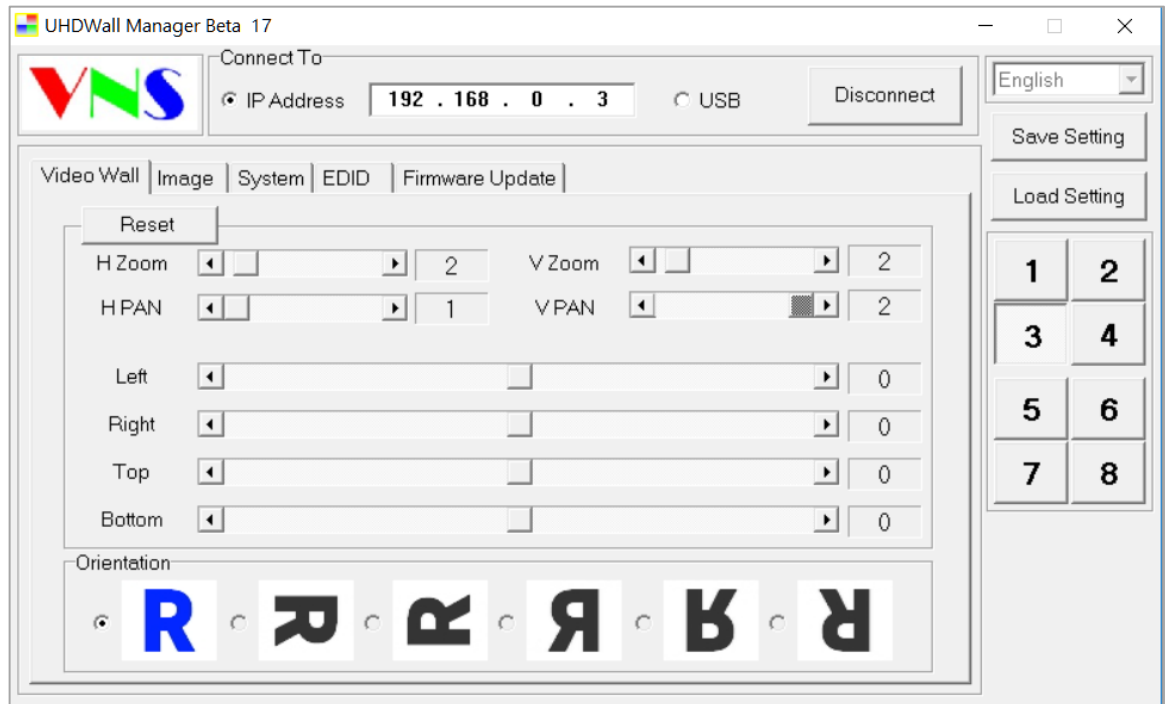 UHDWall Manager Beta 17
VNS
Connect To
IP Address 192 . 168 . 0 . 3 USB Disconnect
English
Save Setting
Load Setting
Video Wall Image System EDID Firmware Update
Reset
H Zoom 2 V Zoom 2
H PAN 1 V PAN 2
Left 0
Right 0
Top 0
Bottom 0
1 2
3 4
5 6
7 8
Orientation
R R R R R R